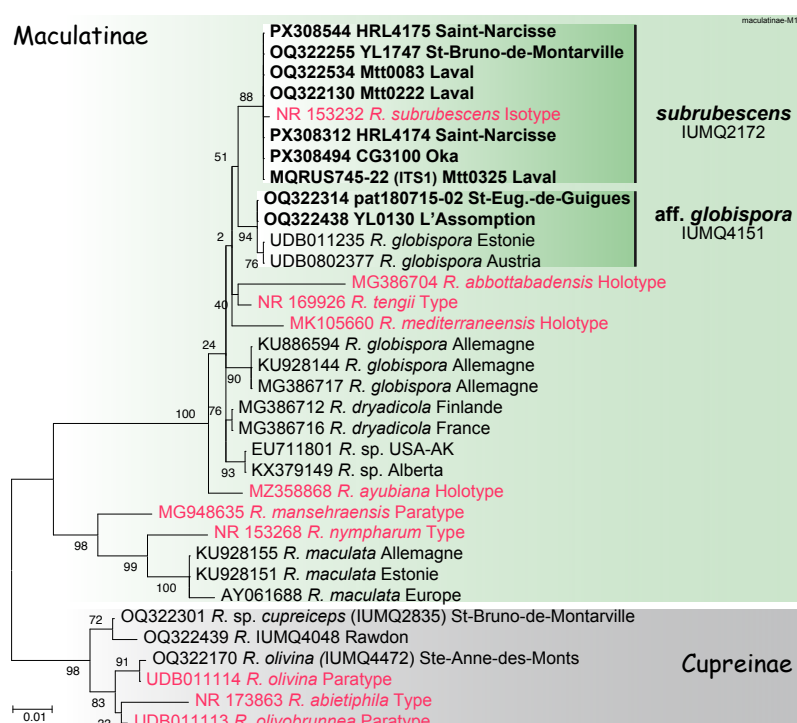 maculatinae-M1
Maculatinae
PX308544 HRL4175 Saint-Narcisse
OQ322255 YL1747 St-Bruno-de-Montarville
OQ322534 Mtt0083 Laval
OQ322130 Mtt0222 Laval
88
NR 153232 R. subrubescens Isotype
subrubescens
IUMQ2172
PX308312 HRL4174 Saint-Narcisse
51
PX308494 CG3100 Oka
MQRUS745-22 (ITS1) Mtt0325 Laval
OQ322314 pat180715-02 St-Eug.-de-Guigues
OQ322438 YL0130 L'Assomption
aff. globispora
IUMQ4151
2
94
UDB011235 R. globispora Estonie
76
UDB0802377 R. globispora Austria
MG386704 R. abbottabadensis Holotype
40
NR 169926 R. tengii Type
MK105660 R. mediterraneensis Holotype
24
KU886594 R. globispora Allemagne
KU928144 R. globispora Allemagne
90
MG386717 R. globispora Allemagne
100
76
MG386712 R. dryadicola Finlande
MG386716 R. dryadicola France
EU711801 R. sp. USA-AK
93
KX379149 R. sp. Alberta
MZ358868 R. ayubiana Holotype
MG948635 R. mansehraensis Paratype
98
NR 153268 R. nympharum Type
99
KU928155 R. maculata Allemagne
KU928151 R. maculata Estonie
100
AY061688 R. maculata Europe
72
OQ322301 R. sp. cupreiceps (IUMQ2835) St-Bruno-de-Montarville
OQ322439 R. IUMQ4048 Rawdon
98
91
OQ322170 R. olivina (IUMQ4472) Ste-Anne-des-Monts
Cupreinae
UDB011114 R. olivina Paratype
83
NR 173863 R. abietiphila Type
UDB011113 R. olivobrunnea Paratype
0.01